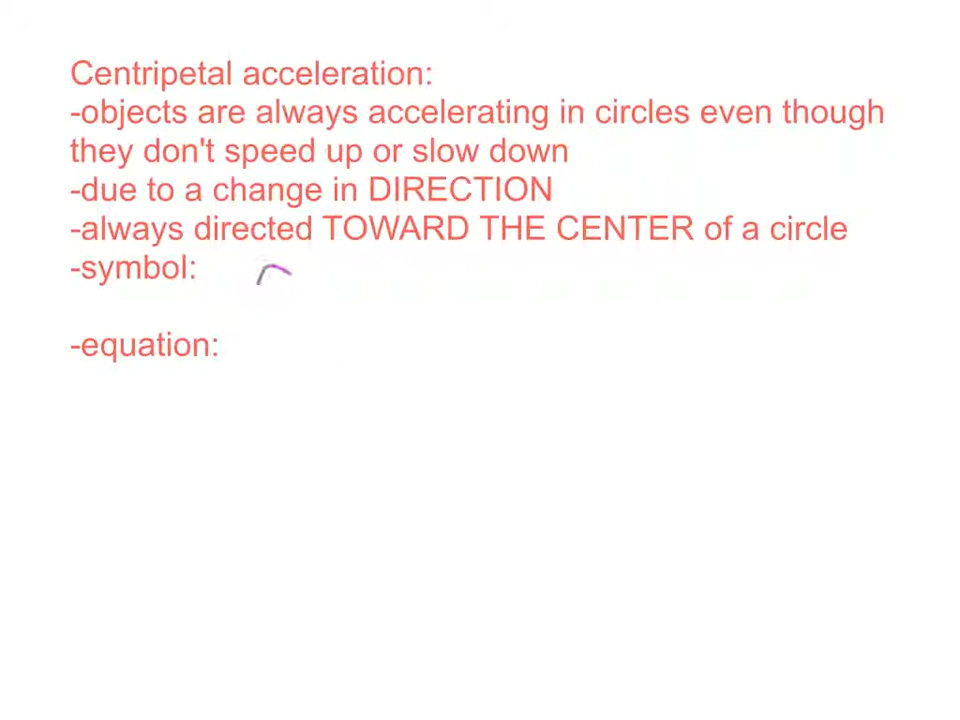 Centripetal acceleration:
-objects are always accelerating in circles even though
they don't speed up or slow down
-due to a change in DIRECTION
-always directed TOWARD THE CENTER of a circle
-symbol:
-equation: